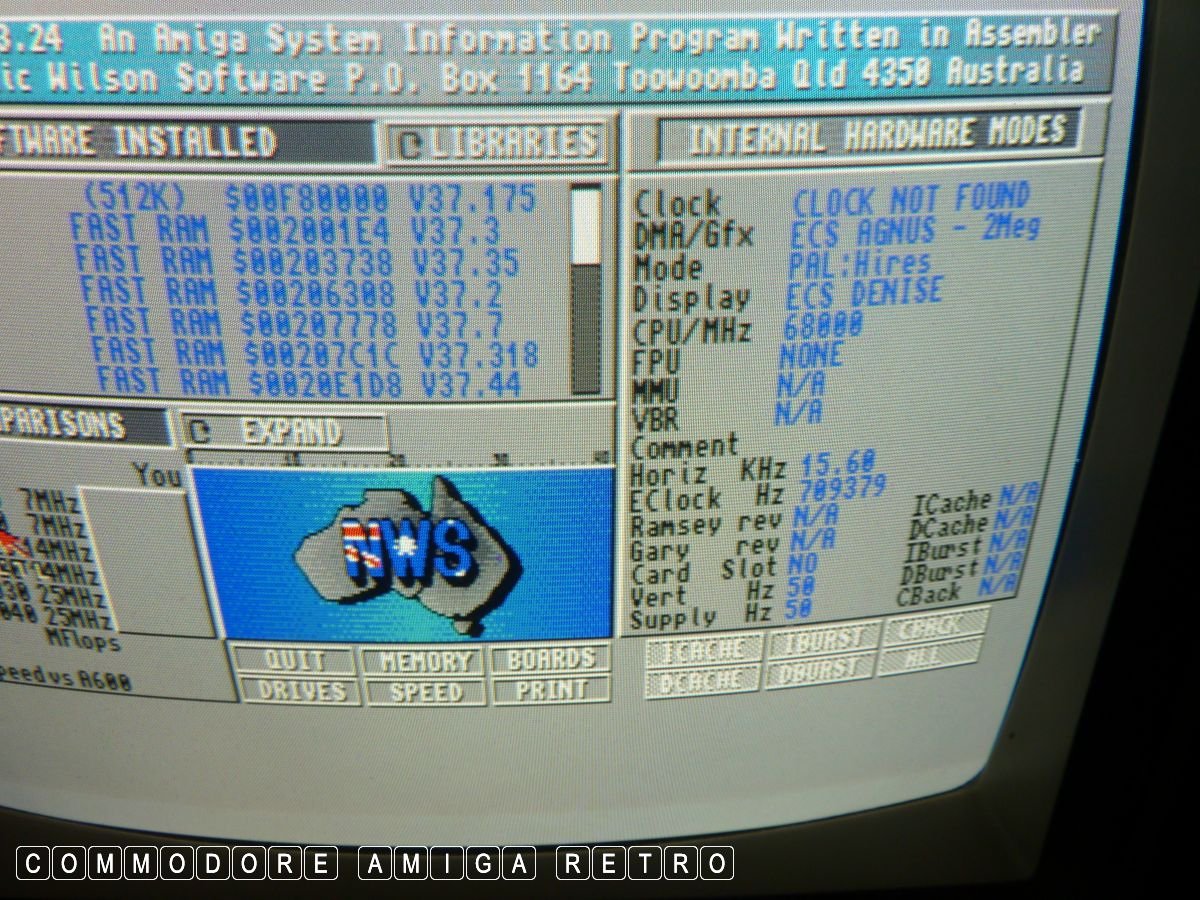 3.24 An Amiga System Information Program Written in Assembler
ic Wilson Software P.O. Box 1164 Toowoomba Qld 4350 Australia
FTWARE INSTALLED
C LIBRARIES
(512K) $00F80000 V37.175
FAST RAM $002001E4 V37.3
FAST RAM $00203738 V37.35
FAST RAM $00206308 V37.2
FAST RAM $00207778 V37.7
FAST RAM $00207C1C V37.318
FAST RAM $0020E1D8 V37.44
PARISONS
C EXPAND
You
10 20 30 40
7MHz
7MHz
14MHz
14MHz
030 25MHz
040 25MHz
MFlops
peed vs A600
NWS
QUIT MEMORY BOARDS
DRIVES SPEED PRINT
INTERNAL HARDWARE MODES
Clock CLOCK NOT FOUND
DMA/Gfx ECS AGNUS - 2Meg
Mode PAL:Hires
Display ECS DENISE
CPU/MHz 68000
FPU NONE
MMU N/A
VBR N/A
Comment
Horiz KHz 15.60
EClock Hz 709379
Ramsey rev N/A ICache N/A
Gary rev N/A DCache N/A
Card Slot NO IBurst N/A
Vert Hz 50 DBurst N/A
Supply Hz 50 CBack N/A
ICACHE IBURST CBACK
DCACHE DBURST ALL
COMMODORE AMIGA RETRO